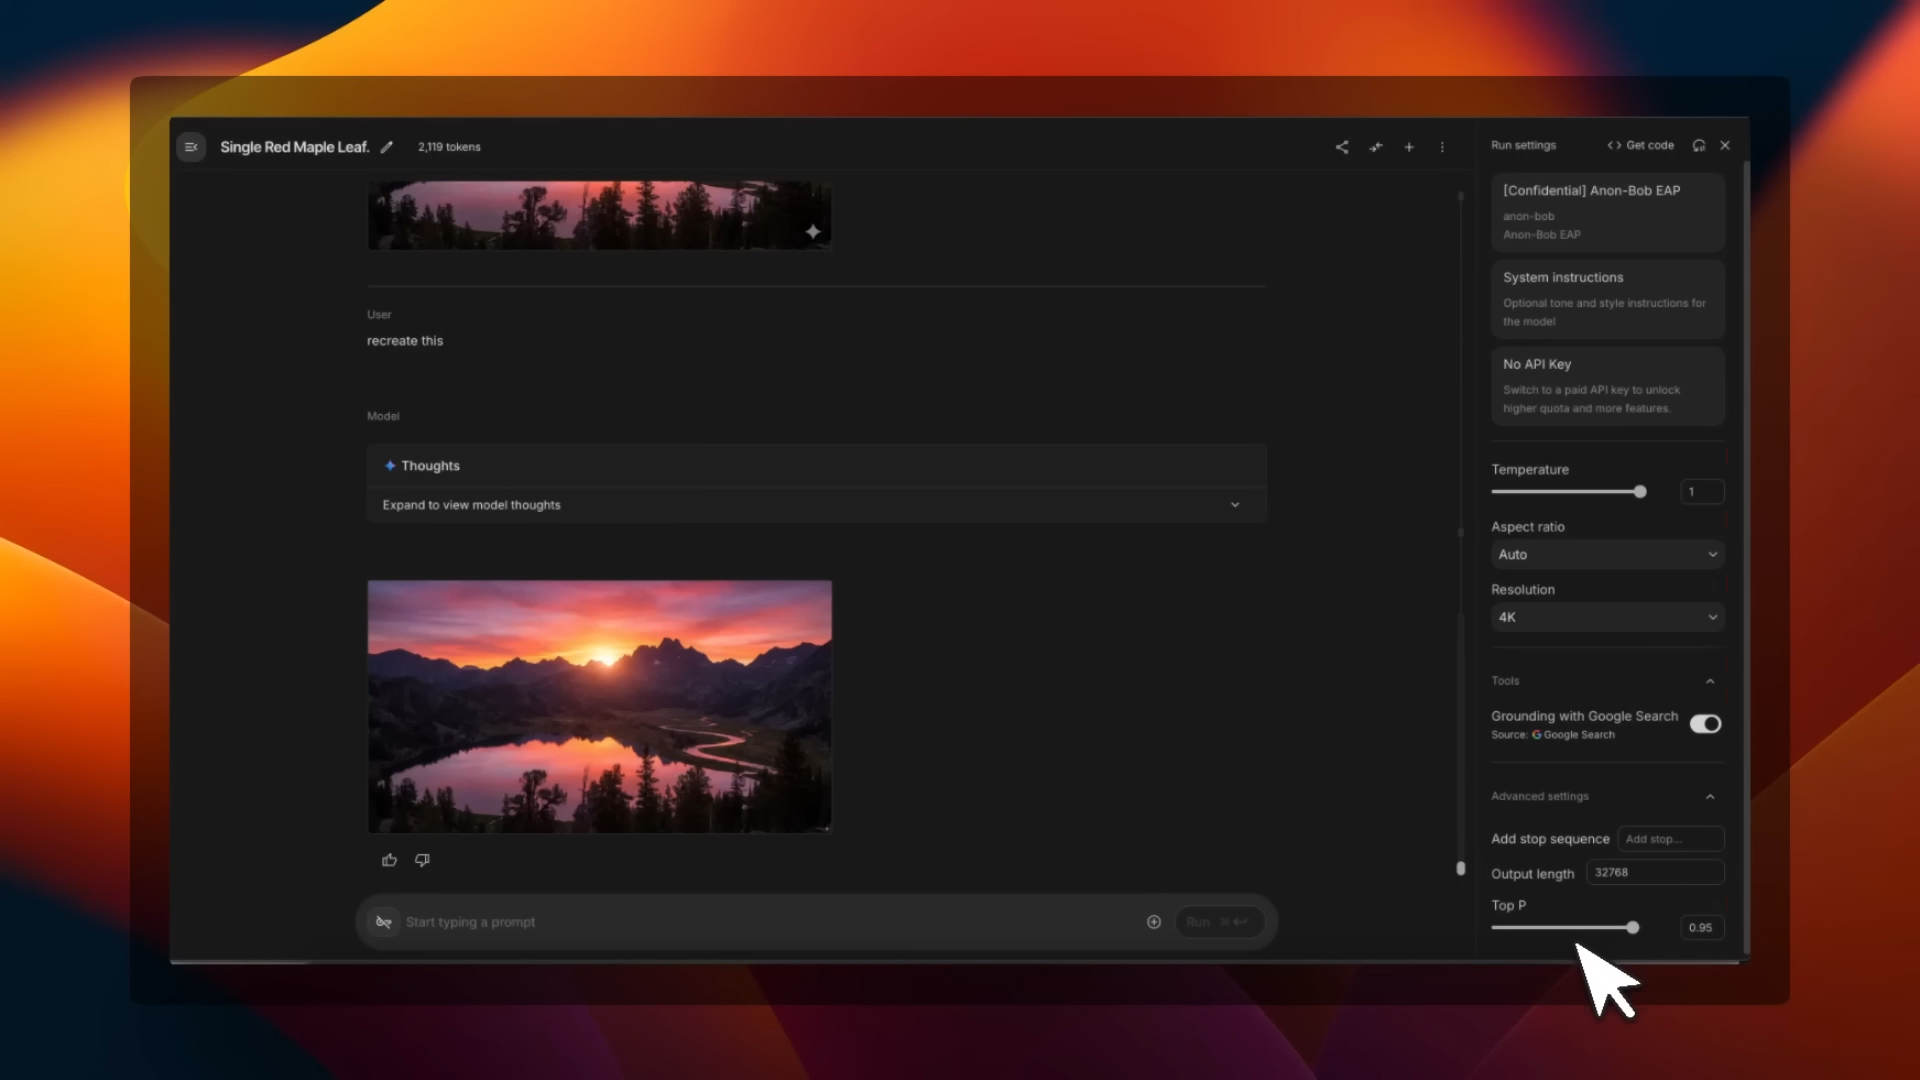 Single Red Maple Leaf.
2,119 tokens
User
recreate this
Model
Thoughts
Expand to view model thoughts
Start typing a prompt
Run
Run settings
Get code
[Confidential] Anon-Bob EAP
anon-bob
Anon-Bob EAP
System instructions
Optional tone and style instructions for
the model
No API Key
Switch to a paid API key to unlock
higher quota and more features.
Temperature
1
Aspect ratio
Auto
Resolution
4K
Tools
Grounding with Google Search
Source: Google Search
Advanced settings
Add stop sequence
Add stop...
Output length
32768
Top P
0.95